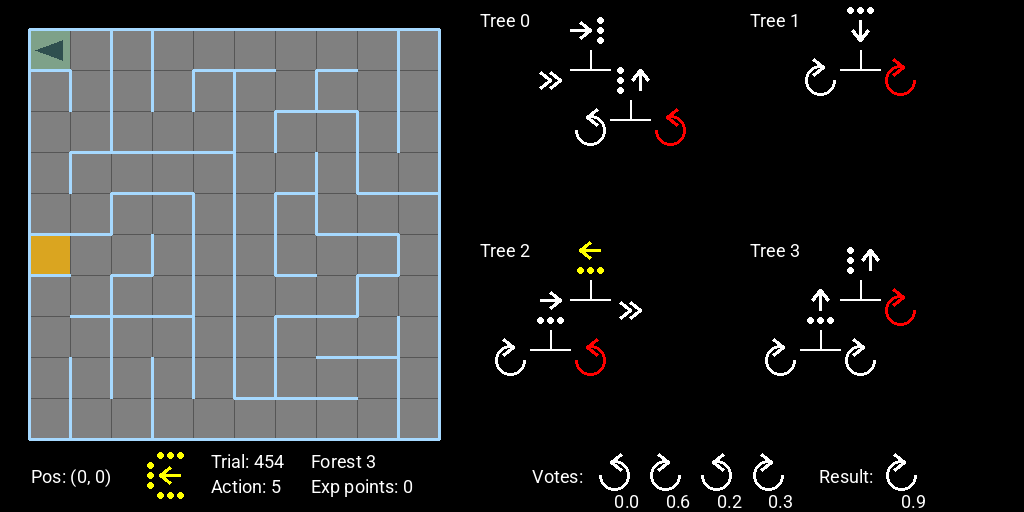 Tree 0
Tree 1
Tree 2
Tree 3
Pos: (0, 0)
Trial: 454
Forest 3
Action: 5
Exp points: 0
Votes:
0.0
0.6
0.2
0.3
Result:
0.9